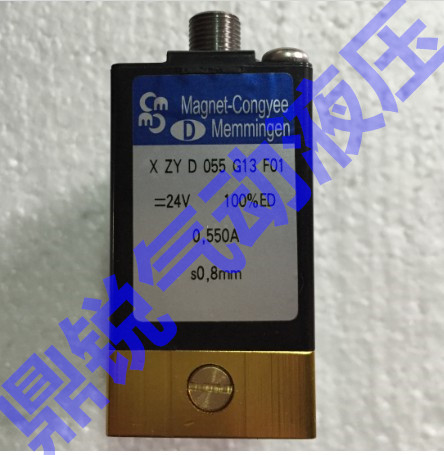 Magnet-Congyee
D Memmingen
X ZY D 055 G13 F01
=24V 100%ED
0,550A
s0,8mm
鼎锐气动液压